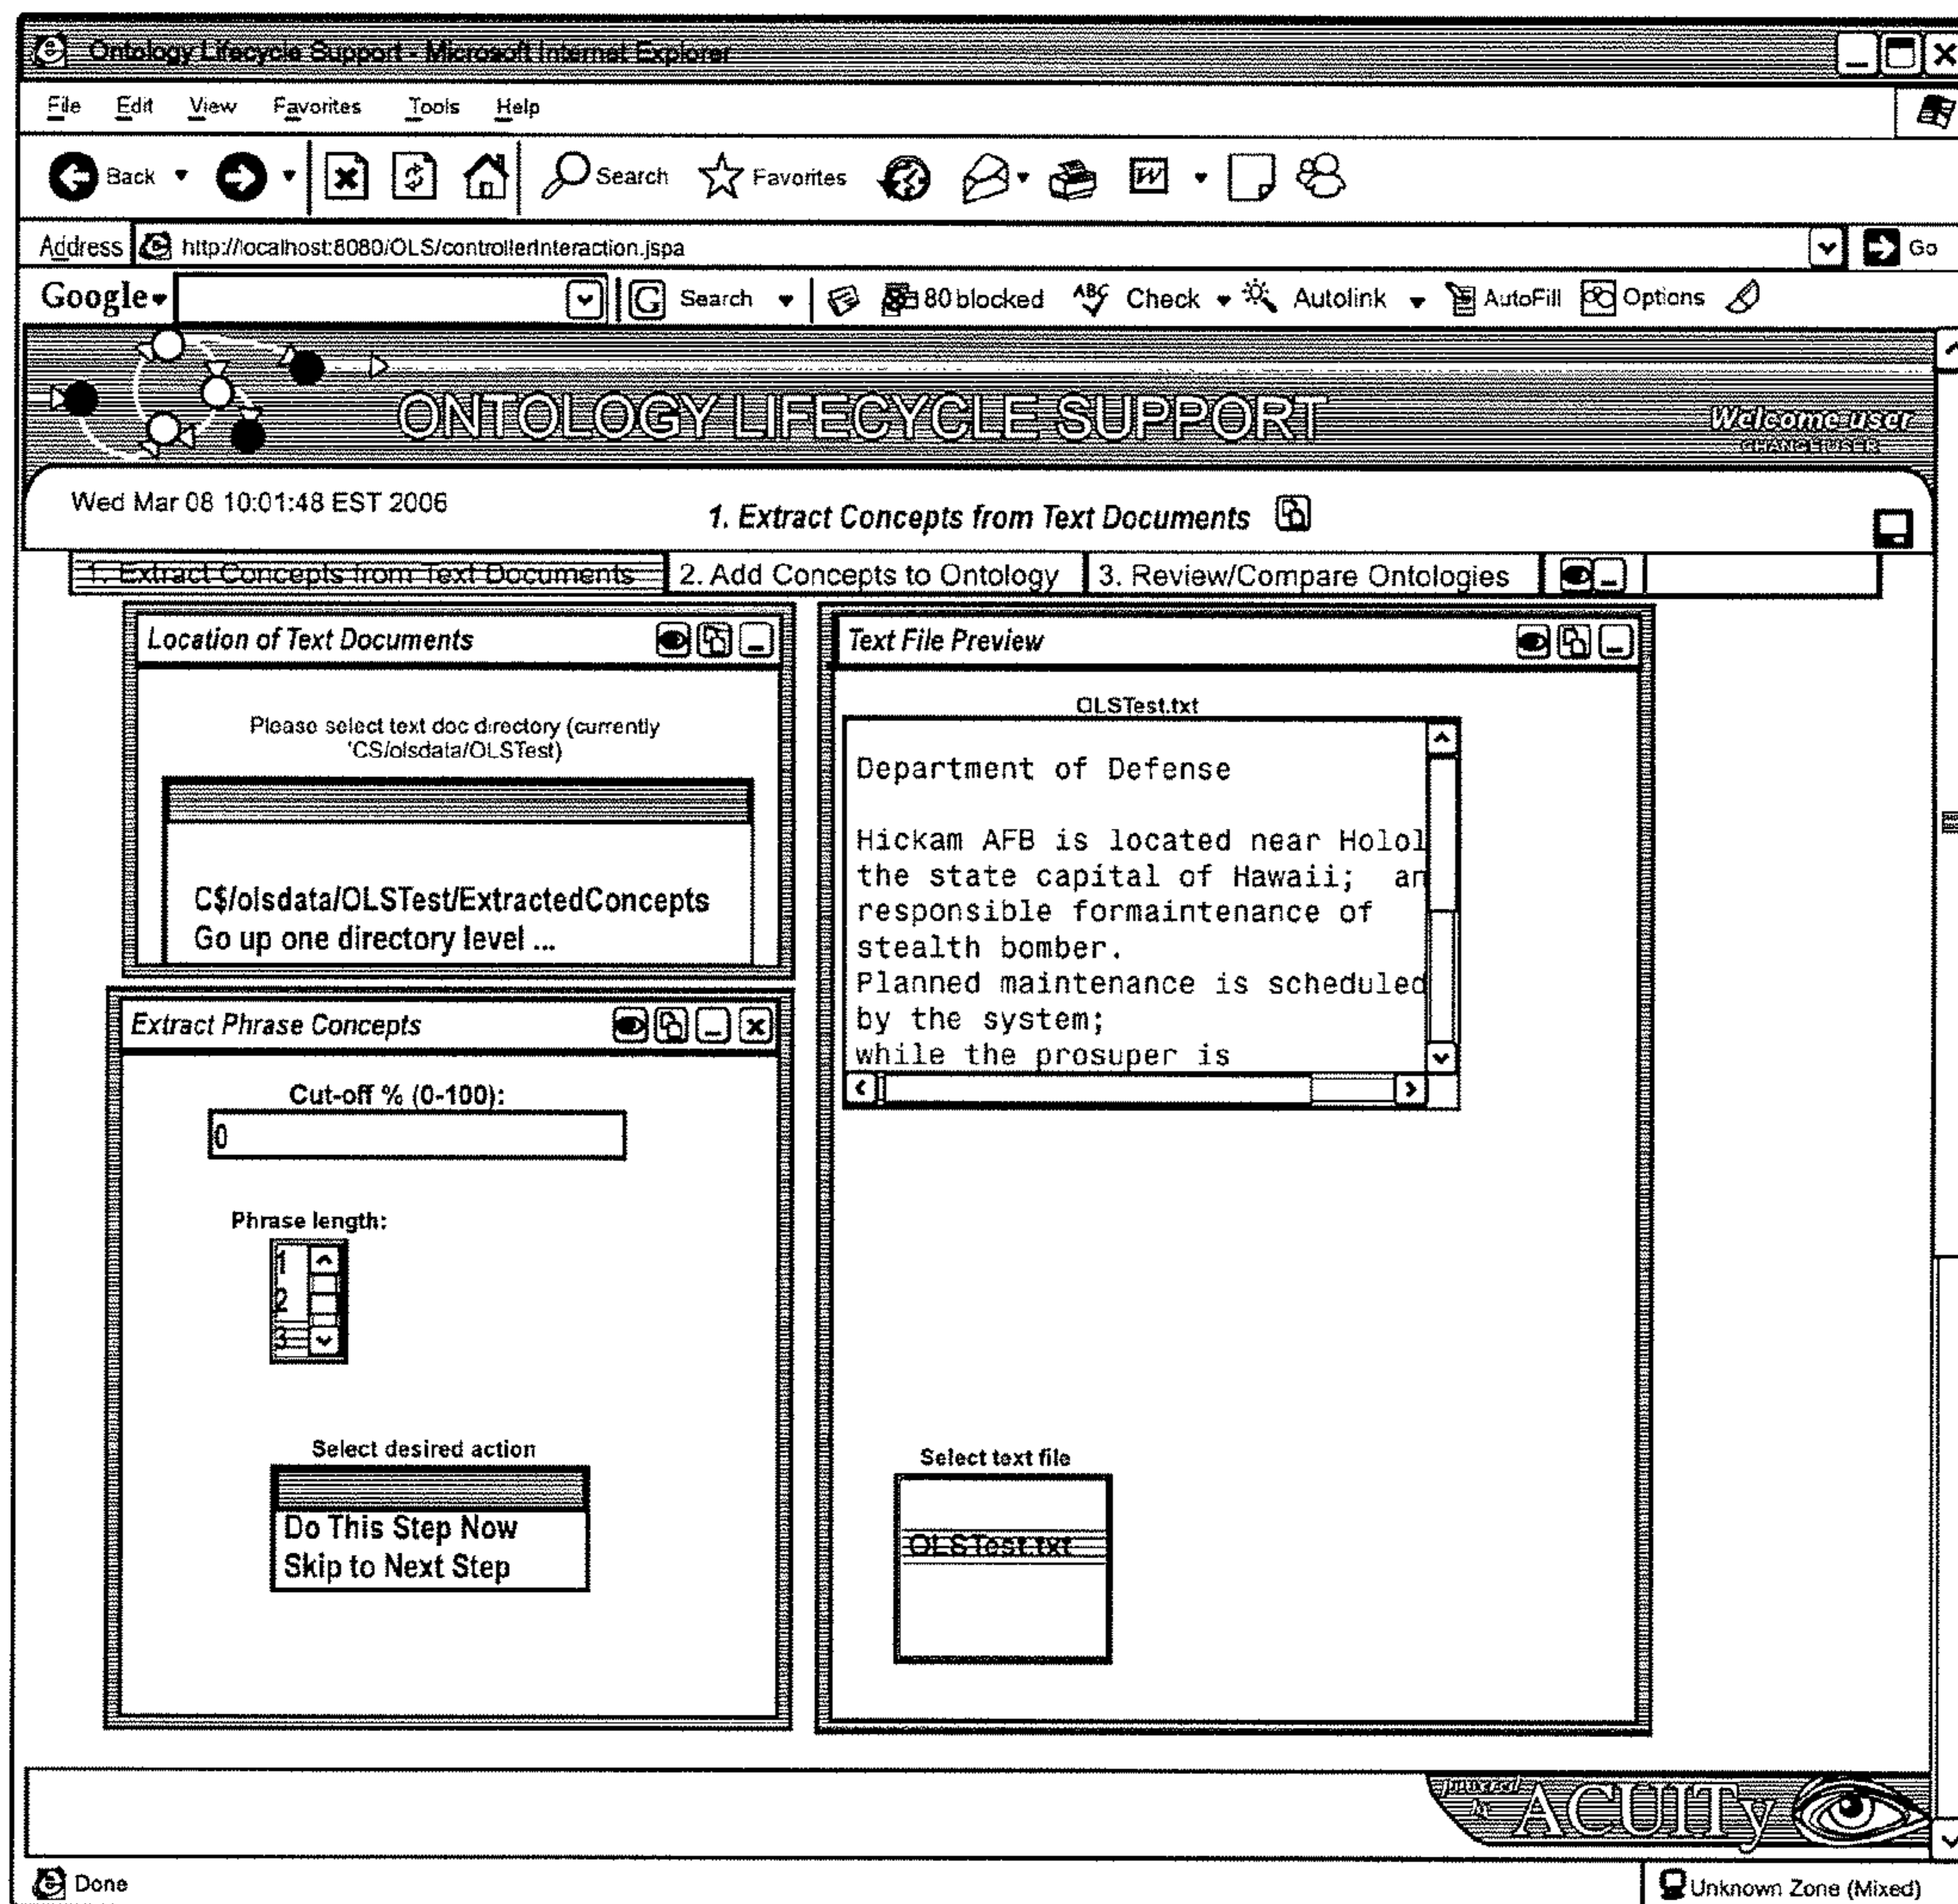 Ontology Lifecycle Support - Microsoft Internet Explorer
File Edit View Favorites Tools Help
Back Search Favorites
Address http://localhost:8080/OLS/controllerInteraction.jspa Go
Google Search 80 blocked ABC Check Autolink AutoFill Options
ONTOLOGY LIFECYCLE SUPPORT
Welcome user
CHANGE USER
Wed Mar 08 10:01:48 EST 2006
1. Extract Concepts from Text Documents
1. Extract Concepts from Text Documents 2. Add Concepts to Ontology 3. Review/Compare Ontologies
Location of Text Documents
Please select text doc directory (currently
'CS/olsdata/OLSTest)
C$/olsdata/OLSTest/ExtractedConcepts
Go up one directory level ...
Extract Phrase Concepts
Cut-off % (0-100):
0
Phrase length:
1
2
3
Select desired action
Do This Step Now
Skip to Next Step
Text File Preview
OLSTest.txt
Department of Defense
Hickam AFB is located near Holol
the state capital of Hawaii; an
responsible formaintenance of
stealth bomber.
Planned maintenance is scheduled
by the system;
while the prosuper is
Select text file
OLSTest.txt
powered
by ACUITy
Done
Unknown Zone (Mixed)